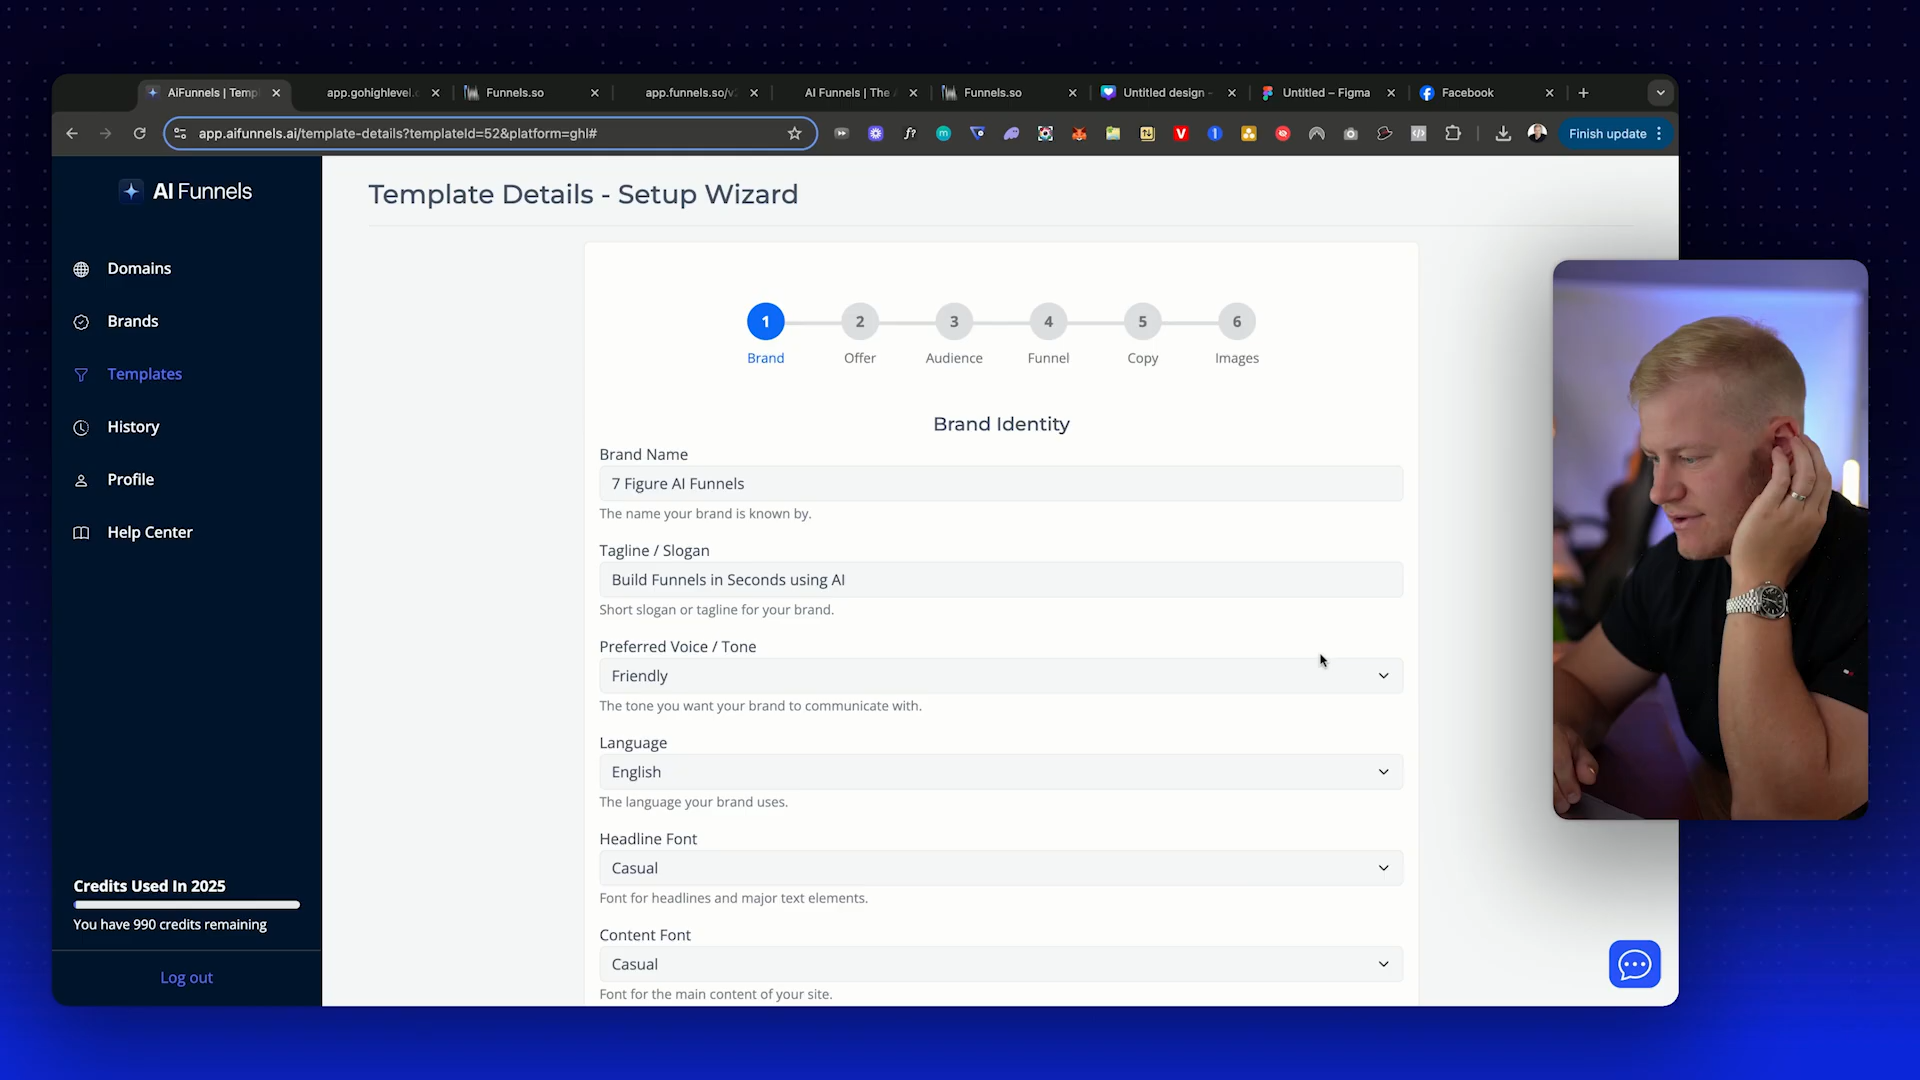 AiFunnels | Temp
app.gohighlevel.c
Funnels.so
app.funnels.so/v
AI Funnels | The
Funnels.so
Untitled design -
Untitled – Figma
Facebook
app.aifunnels.ai/template-details?templateId=52&platform=ghl#
Finish update
AI Funnels
Domains
Brands
Templates
History
Profile
Help Center
Credits Used In 2025
You have 990 credits remaining
Log out
Template Details - Setup Wizard
1 2 3 4 5 6
Brand Offer Audience Funnel Copy Images
Brand Identity
Brand Name
7 Figure AI Funnels
The name your brand is known by.
Tagline / Slogan
Build Funnels in Seconds using AI
Short slogan or tagline for your brand.
Preferred Voice / Tone
Friendly
The tone you want your brand to communicate with.
Language
English
The language your brand uses.
Headline Font
Casual
Font for headlines and major text elements.
Content Font
Casual
Font for the main content of your site.